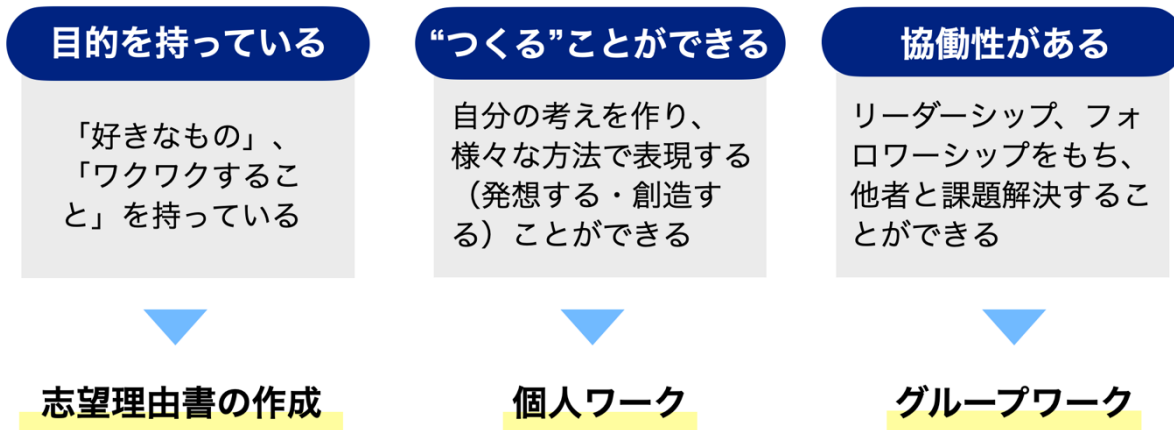 目的を持っている
「好きなもの」、
「ワクワクするこ
と」を持っている
志望理由書の作成
“つくる”ことができる
自分の考えを作り、
様々な方法で表現する
（発想する・創造す
る）ことができる
個人ワーク
協働性がある
リーダーシップ、フォ
ロワーシップをもち、
他者と課題解決するこ
とができる
グループワーク